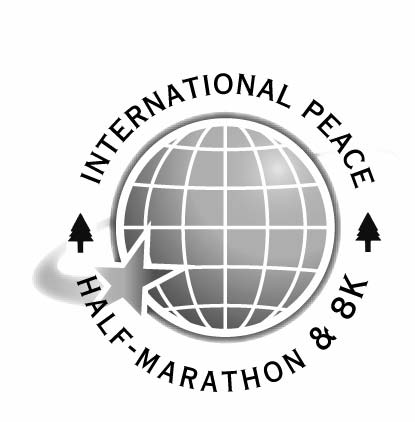 INTERNATIONAL PEACE
HALF-MARATHON & 8K